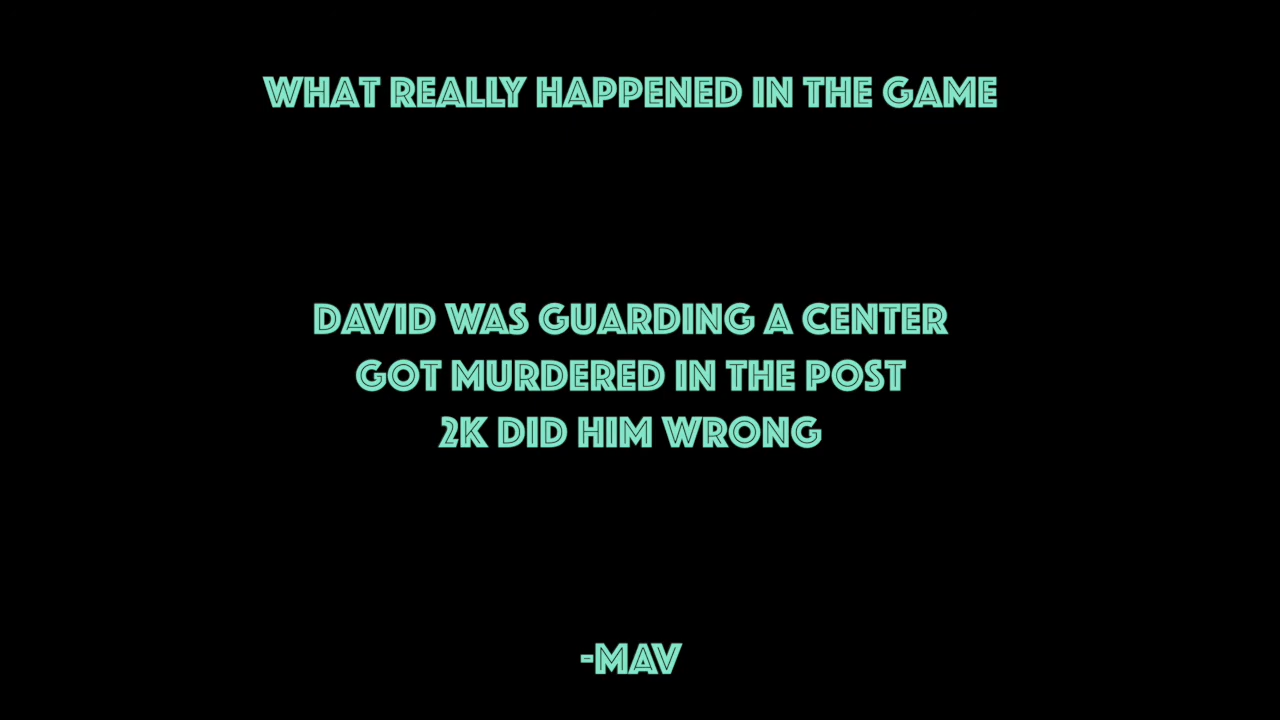 WHAT REALLY HAPPENED IN THE GAME
DAVID WAS GUARDING A CENTER
GOT MURDERED IN THE POST
2K DID HIM WRONG
-MAV